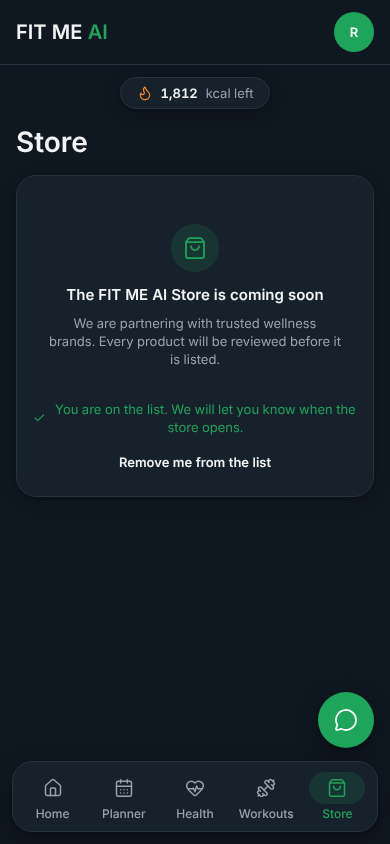 FIT ME AI
R
1,812 kcal left
Store
The FIT ME AI Store is coming soon
We are partnering with trusted wellness
brands. Every product will be reviewed before it
is listed.
You are on the list. We will let you know when the
store opens.
Remove me from the list
Home
Planner
Health
Workouts
Store